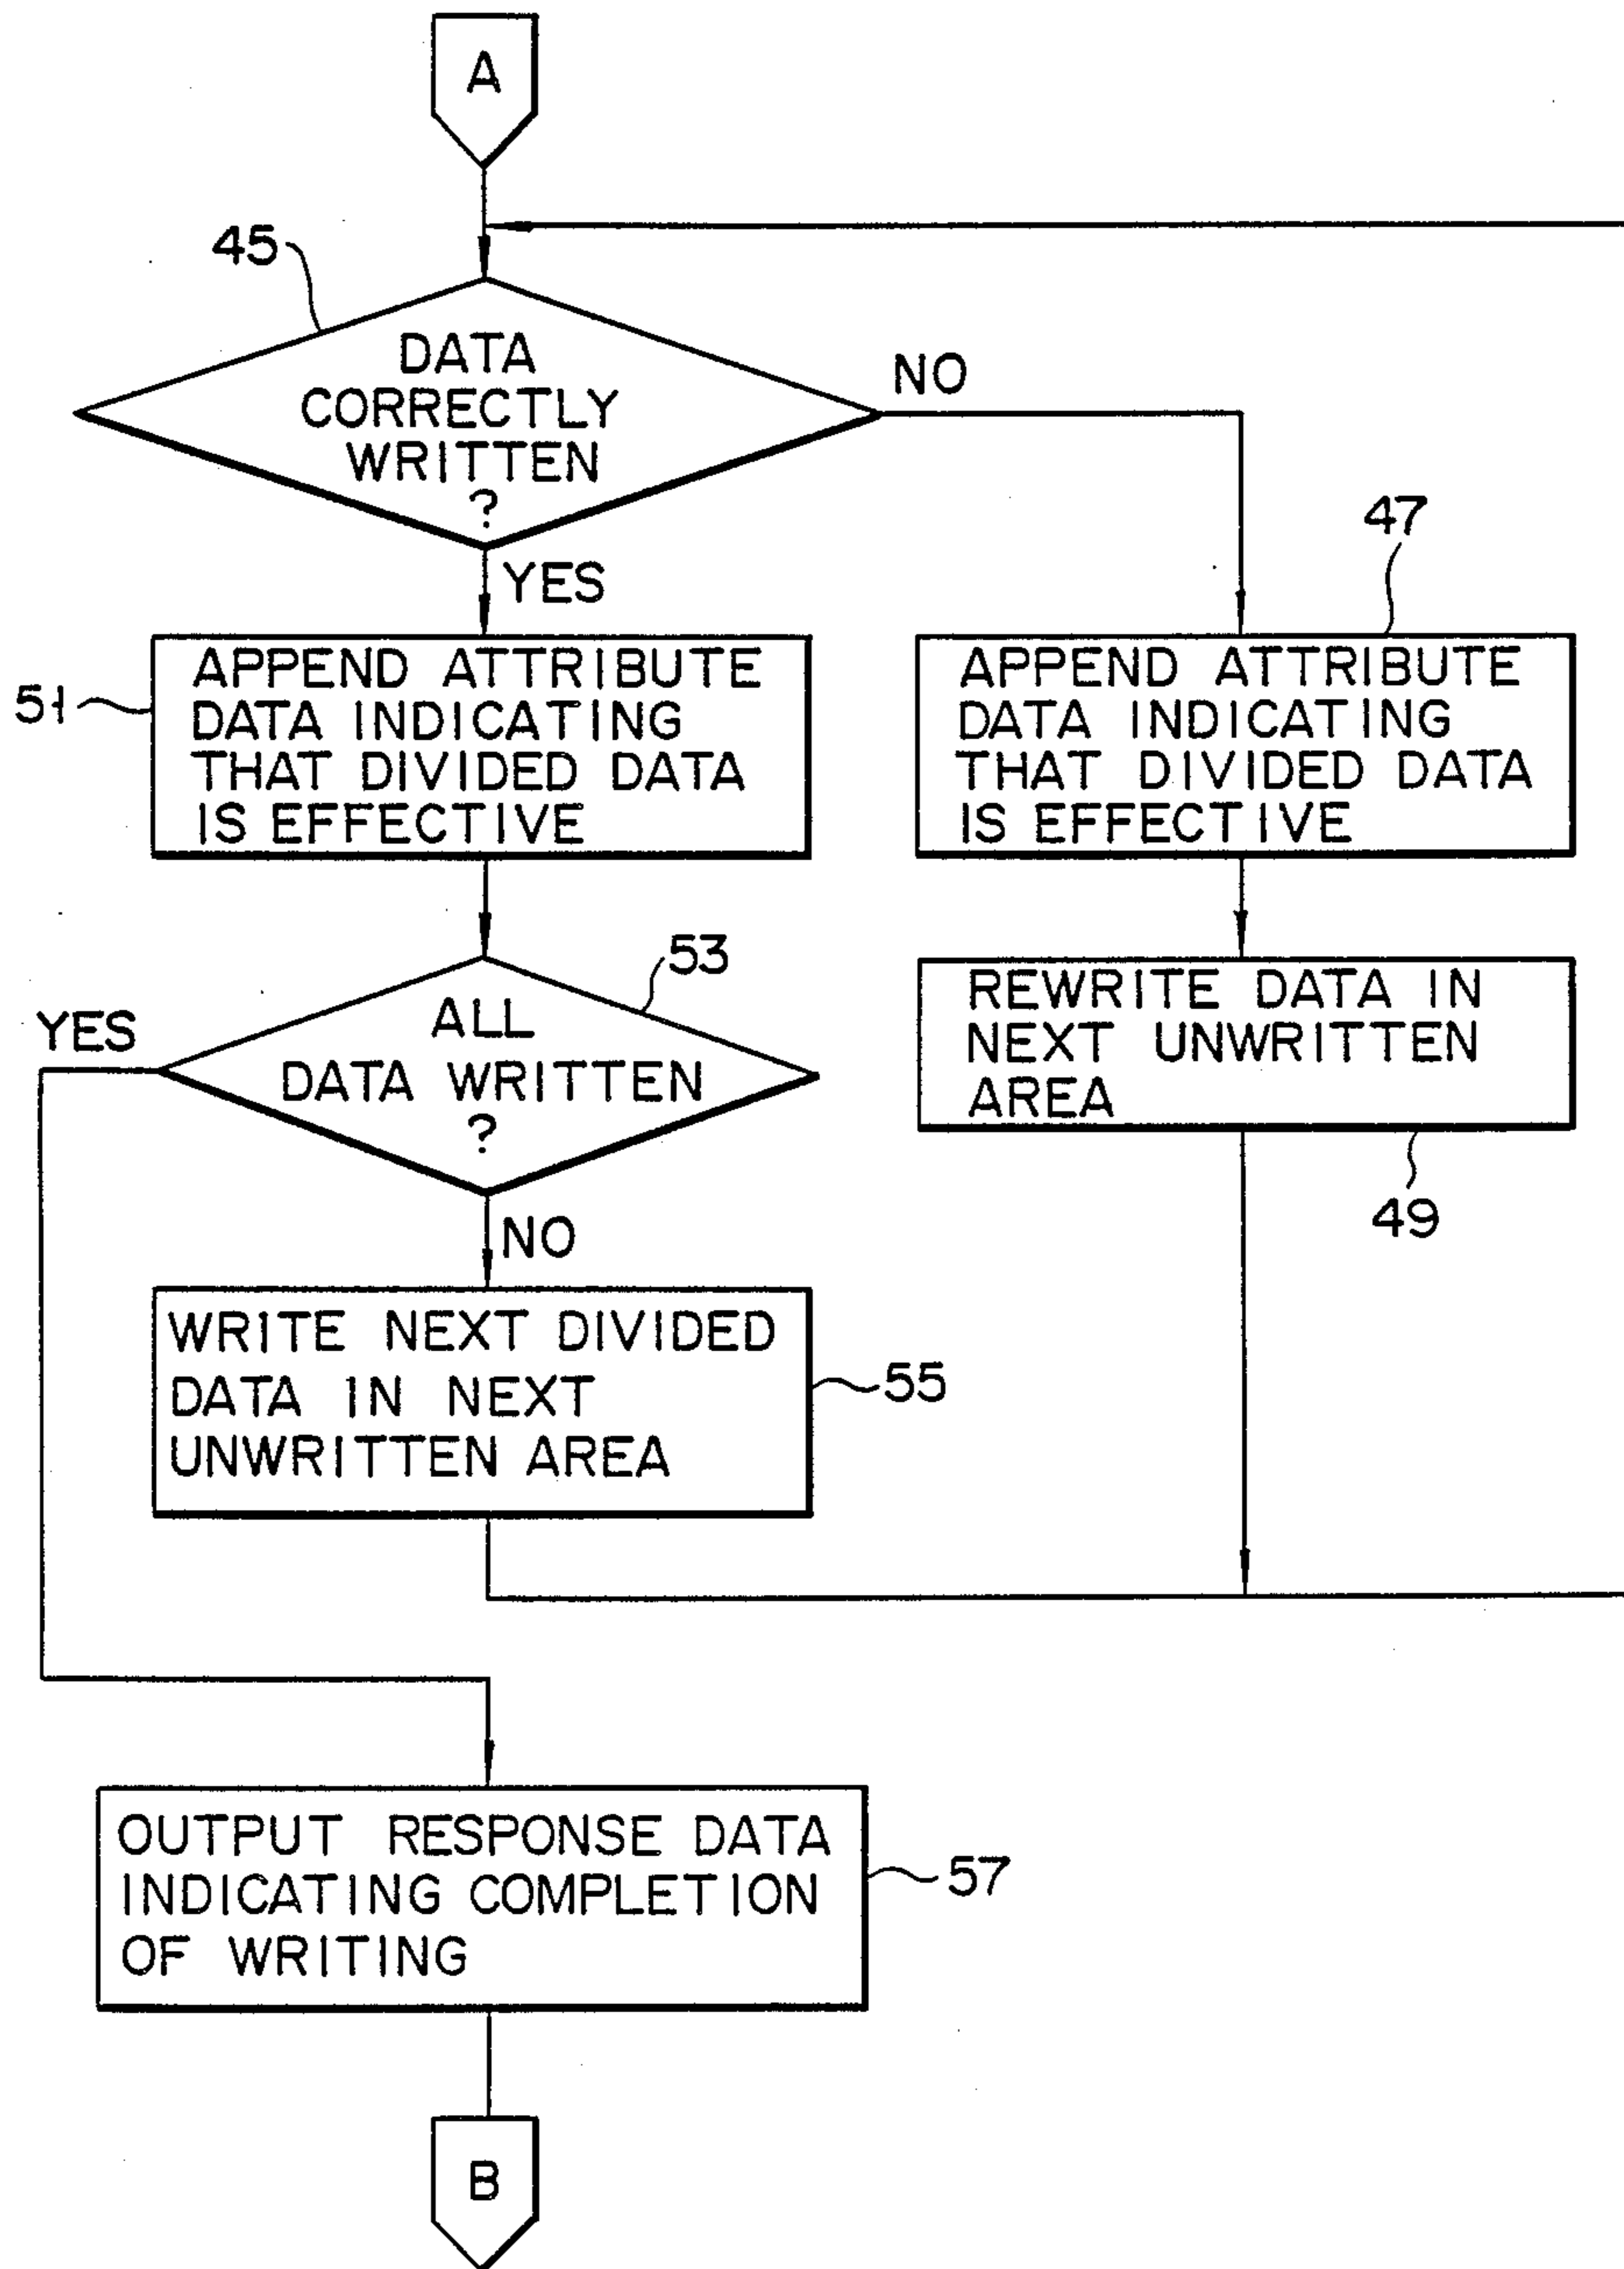 A
45
DATA
CORRECTLY
WRITTEN
?
NO
YES
47
51
APPEND ATTRIBUTE
DATA INDICATING
THAT DIVIDED DATA
IS EFFECTIVE
APPEND ATTRIBUTE
DATA INDICATING
THAT DIVIDED DATA
IS EFFECTIVE
53
YES
ALL
DATA WRITTEN
?
NO
REWRITE DATA IN
NEXT UNWRITTEN
AREA
49
WRITE NEXT DIVIDED
DATA IN NEXT
UNWRITTEN AREA
55
OUTPUT RESPONSE DATA
INDICATING COMPLETION
OF WRITING
57
B